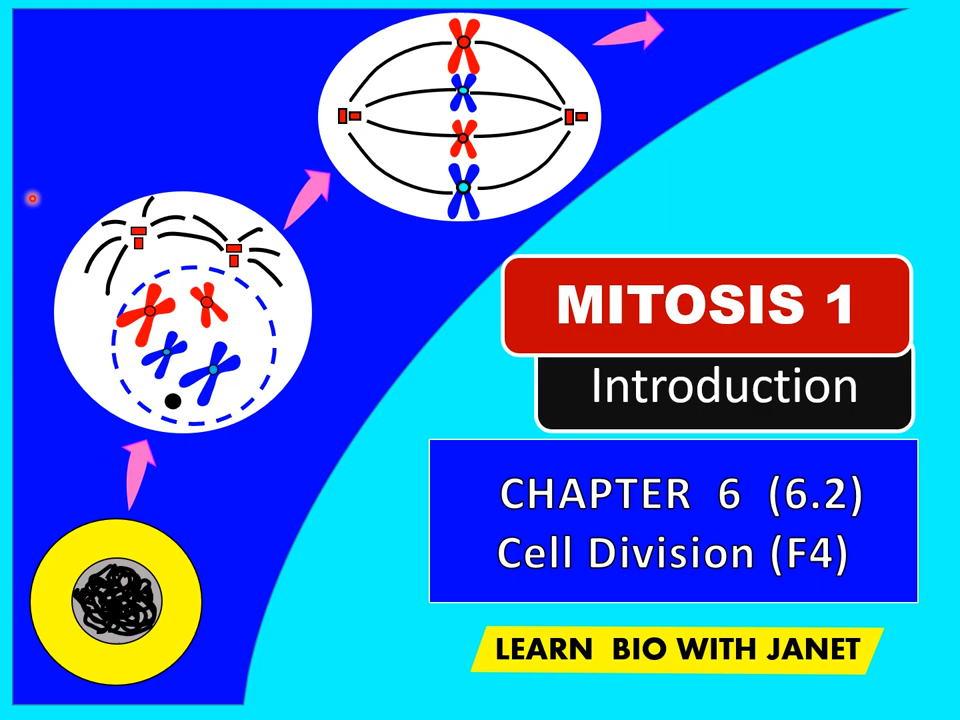 MITOSIS 1
Introduction
CHAPTER 6 (6.2)
Cell Division (F4)
LEARN BIO WITH JANET